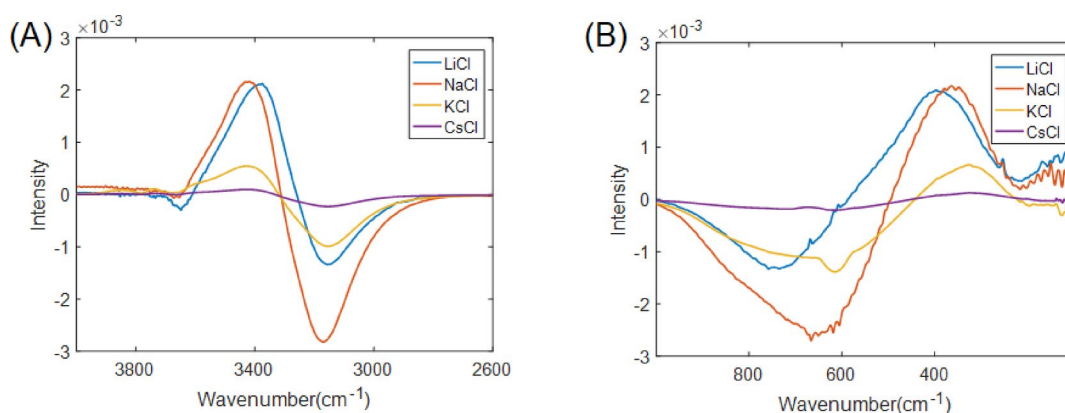 (A)
×10⁻³
3
2
1
0
-1
-2
-3
Intensity
LiCl
NaCl
KCl
CsCl
3800
3400
3000
2600
Wavenumber(cm⁻¹)
(B)
×10⁻³
3
2
1
0
-1
-2
-3
Intensity
LiCl
NaCl
KCl
CsCl
800
600
400
Wavenumber(cm⁻¹)